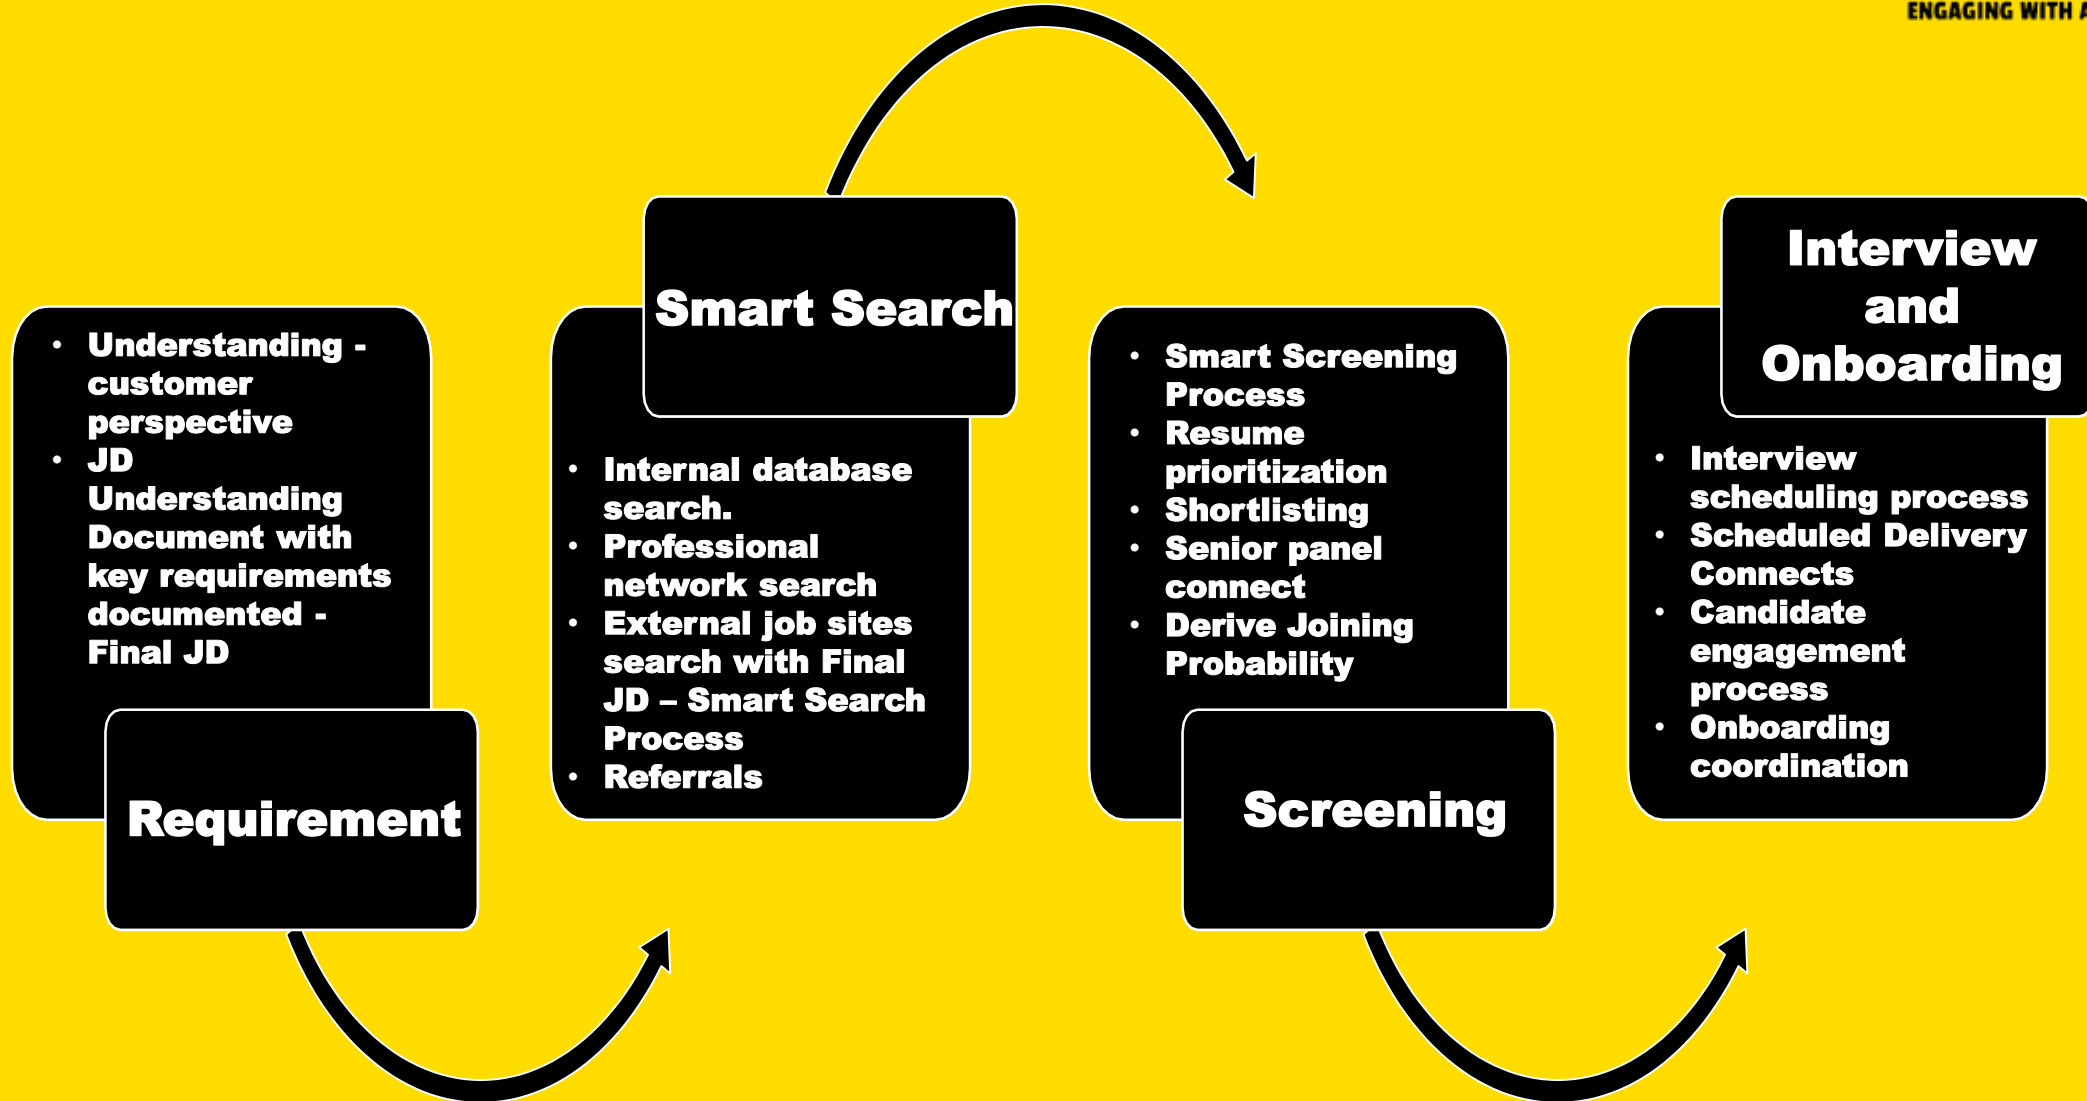 ENGAGING WITH A
• Understanding -
customer
perspective
• JD
Understanding
Document with
key requirements
documented -
Final JD
Requirement
Smart Search
• Internal database
search.
• Professional
network search
• External job sites
search with Final
JD – Smart Search
Process
• Referrals
• Smart Screening
Process
• Resume
prioritization
• Shortlisting
• Senior panel
connect
• Derive Joining
Probability
Screening
Interview
and
Onboarding
• Interview
scheduling process
• Scheduled Delivery
Connects
• Candidate
engagement
process
• Onboarding
coordination